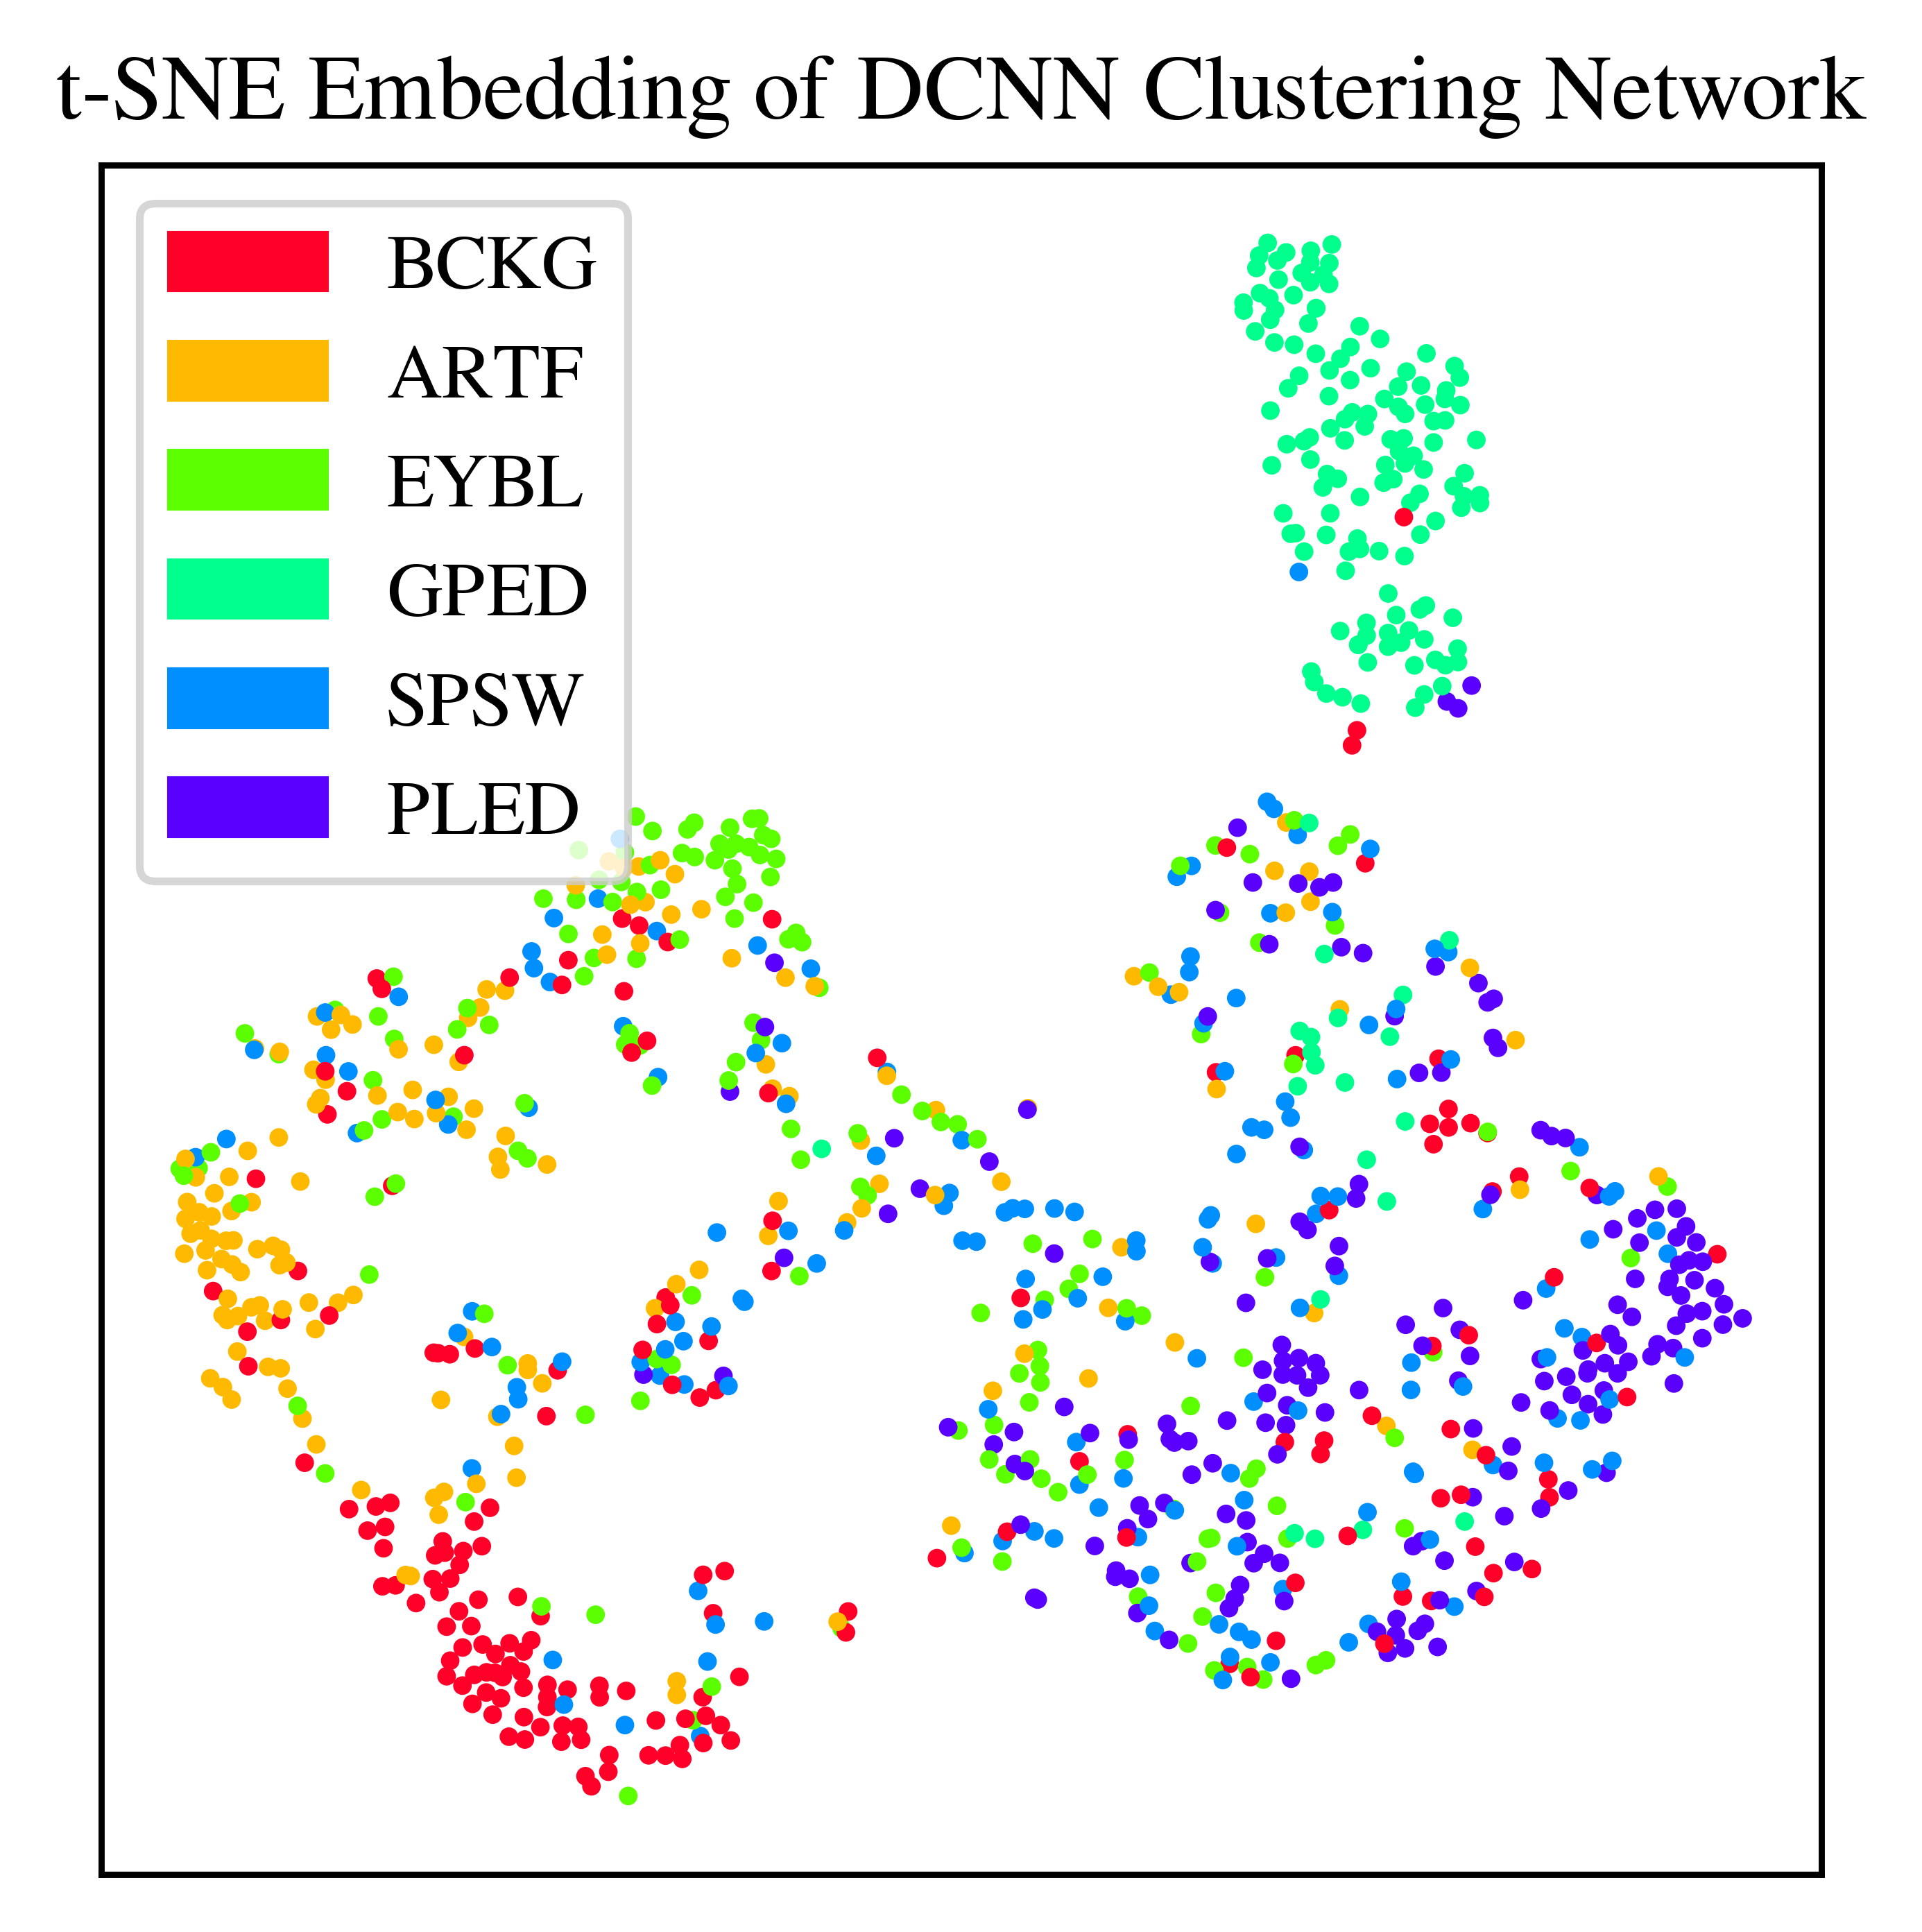 t-SNE Embedding of DCNN Clustering Network
BCKG
ARTF
EYBL
GPED
SPSW
PLED